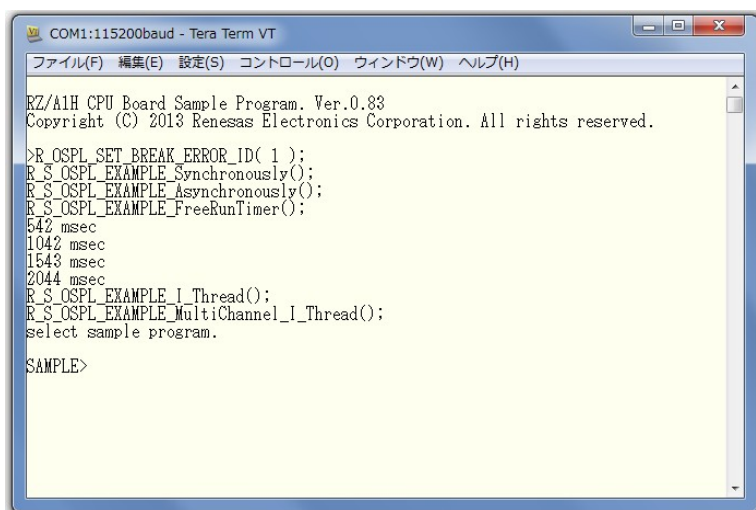 COM1:115200baud - Tera Term VT
ファイル(F) 編集(E) 設定(S) コントロール(O) ウィンドウ(W) ヘルプ(H)
RZ/A1H CPU Board Sample Program. Ver.0.83
Copyright (C) 2013 Renesas Electronics Corporation. All rights reserved.
>R_OSPL_SET_BREAK_ERROR_ID( 1 );
R_S_OSPL_EXAMPLE_Synchronously();
R_S_OSPL_EXAMPLE_Asynchronously();
R_S_OSPL_EXAMPLE_FreeRunTimer();
542 msec
1042 msec
1543 msec
2044 msec
R_S_OSPL_EXAMPLE_I_Thread();
R_S_OSPL_EXAMPLE_MultiChannel_I_Thread();
select sample program.
SAMPLE>